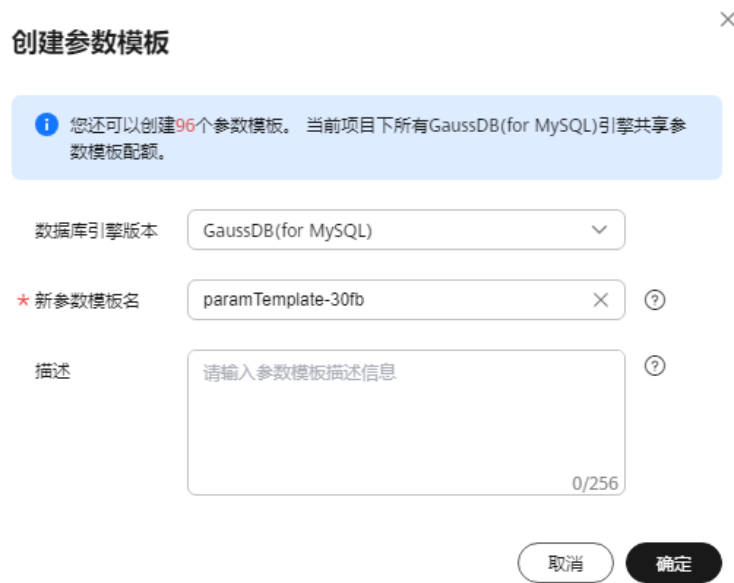 创建参数模板
您还可以创建96个参数模板。 当前项目下所有GaussDB(for MySQL)引擎共享参
数模板配额。
数据库引擎版本 GaussDB(for MySQL)
* 新参数模板名 paramTemplate-30fb
描述 请输入参数模板描述信息
0/256
取消 确定